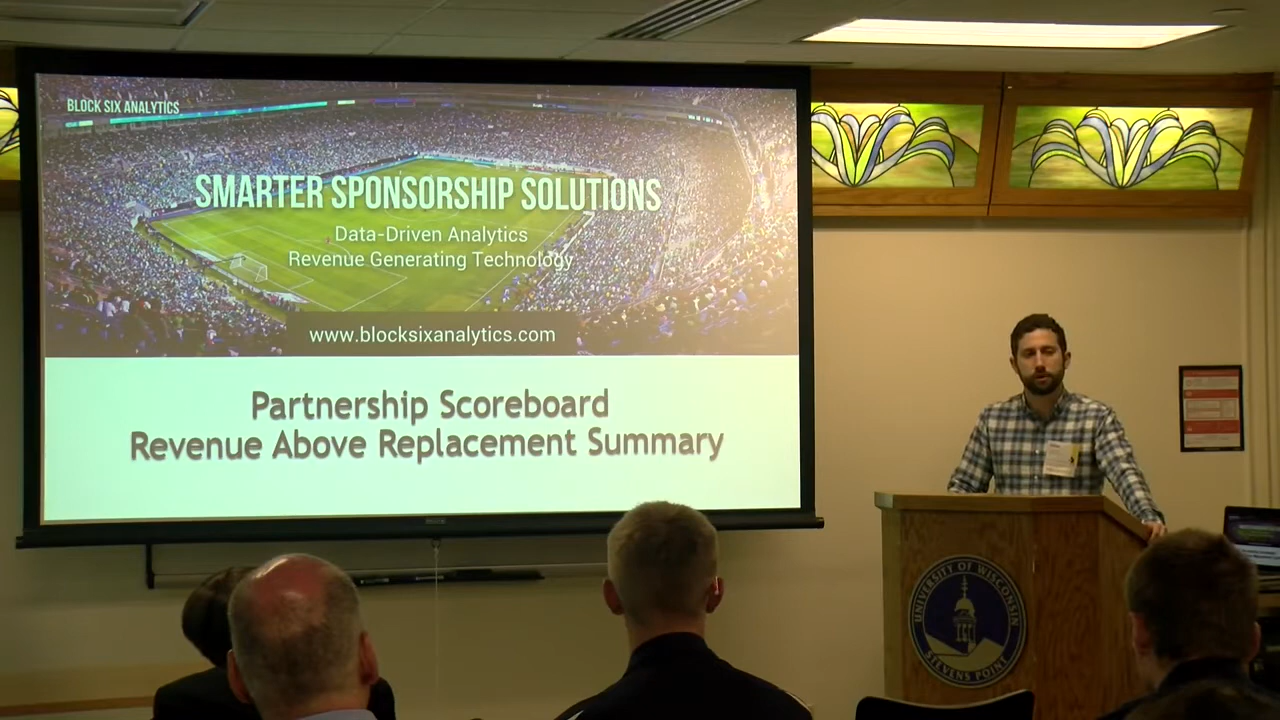 BLOCK SIX ANALYTICS
SMARTER SPONSORSHIP SOLUTIONS
Data-Driven Analytics
Revenue Generating Technology
www.blocksixanalytics.com
Partnership Scoreboard
Revenue Above Replacement Summary
UNIVERSITY OF WISCONSIN
STEVENS POINT